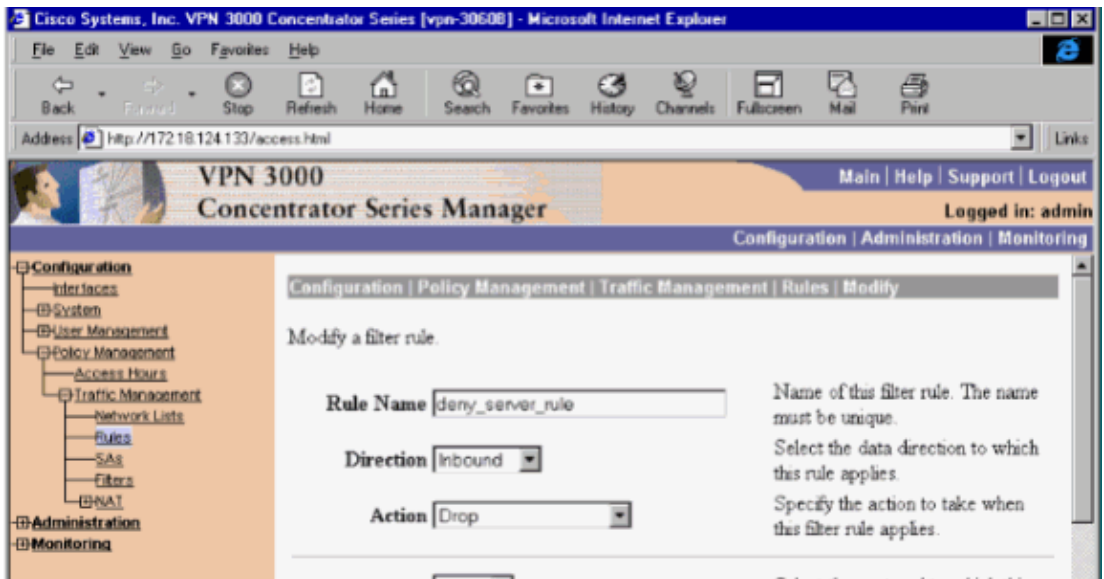 Cisco Systems, Inc. VPN 3000 Concentrator Series [vpn-30608] - Microsoft Internet Explorer
File Edit View Go Favorites Help
Back Forward Stop Refresh Home Search Favorites History Channels Fullscreen Mail Print
Address http://172.18.124.133/access.html Links
VPN 3000
Concentrator Series Manager
Main | Help | Support | Logout
Logged in: admin
Configuration | Administration | Monitoring
Configuration
Interfaces
System
User Management
Policy Management
Access Hours
Traffic Management
Network Lists
Rules
SAs
Filters
NAT
Administration
Monitoring
Configuration | Policy Management | Traffic Management | Rules | Modify
Modify a filter rule.
Rule Name deny_server_rule
Name of this filter rule. The name
must be unique.
Direction Inbound
Select the data direction to which
this rule applies.
Action Drop
Specify the action to take when
this filter rule applies.